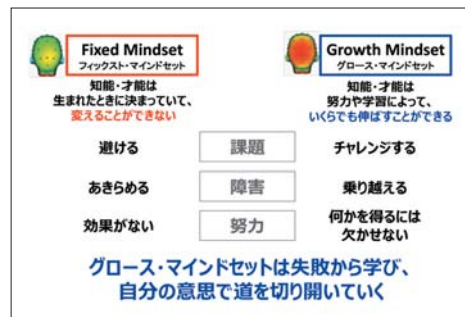 Fixed Mindset
フィックスト・マインドセット
知能・才能は
生まれたときに決まっていて、
変えることができない
Growth Mindset
グロース・マインドセット
知能・才能は
努力や学習によって、
いくらでも伸ばすことができる
避ける 課題 チャレンジする
あきらめる 障害 乗り越える
効果がない 努力 何かを得るには
欠かせない
グロース・マインドセットは失敗から学び、
自分の意思で道を切り開いていく